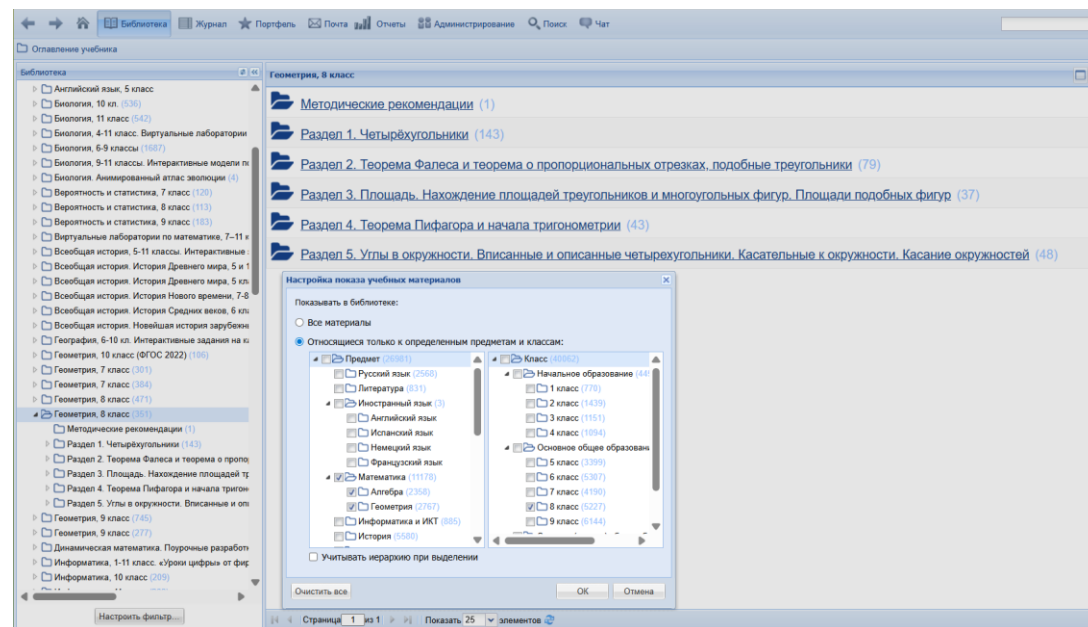 Библиотека Журнал Портфель Почта Отчеты Администрирование Поиск Чат
Оглавление учебника
Библиотека
Английский язык, 5 класс
Биология, 10 кл. (536)
Биология, 11 класс (542)
Биология, 4-11 класс. Виртуальные лаборатории
Биология, 6-9 классы (1687)
Биология, 9-11 классы. Интерактивные модели по
Биология. Анимированный атлас эволюции (4)
Вероятность и статистика, 7 класс (120)
Вероятность и статистика, 8 класс (113)
Вероятность и статистика, 9 класс (183)
Виртуальные лаборатории по математике, 7–11 к
Всеобщая история, 5-11 классы. Интерактивные
Всеобщая история. История Древнего мира, 5 и 1
Всеобщая история. История Древнего мира, 5 кла
Всеобщая история. История Нового времени, 7-8
Всеобщая история. История Средних веков, 6 кла
Всеобщая история. Новейшая история зарубежн
География, 6-10 кл. Интерактивные задания на к
Геометрия, 10 класс (ФГОС 2022) (106)
Геометрия, 7 класс (301)
Геометрия, 7 класс (384)
Геометрия, 8 класс (471)
Геометрия, 8 класс (351)
Методические рекомендации (1)
Раздел 1. Четырёхугольники (143)
Раздел 2. Теорема Фалеса и теорема о пропо
Раздел 3. Площадь. Нахождение площадей тр
Раздел 4. Теорема Пифагора и начала тригон
Раздел 5. Углы в окружности. Вписанные и опи
Геометрия, 9 класс (745)
Геометрия, 9 класс (277)
Динамическая математика. Поурочные разработк
Информатика, 1-11 класс. «Уроки цифры» от фир
Информатика, 10 класс (209)
Настроить фильтр...
Геометрия, 8 класс
Методические рекомендации (1)
Раздел 1. Четырёхугольники (143)
Раздел 2. Теорема Фалеса и теорема о пропорциональных отрезках, подобные треугольники (79)
Раздел 3. Площадь. Нахождение площадей треугольников и многоугольных фигур. Площади подобных фигур (37)
Раздел 4. Теорема Пифагора и начала тригонометрии (43)
Раздел 5. Углы в окружности. Вписанные и описанные четырехугольники. Касательные к окружности. Касание окружностей (48)
Настройка показа учебных материалов
Показывать в библиотеке:
Все материалы
Относящиеся только к определенным предметам и классам:
Предмет (26981)
Русский язык (2568)
Литература (831)
Иностранный язык (3)
Английский язык
Испанский язык
Немецкий язык
Французский язык
Математика (11178)
Алгебра (2358)
Геометрия (2767)
Информатика и ИКТ (885)
История (5580)
Класс (40862)
Начальное образование (445
1 класс (778)
2 класс (1439)
3 класс (1151)
4 класс (1094)
Основное общее образован
5 класс (3399)
6 класс (5307)
7 класс (4190)
8 класс (5227)
9 класс (6144)
Учитывать иерархию при выделении
Очистить все ОК Отмена
Страница 1 из 1 Показать 25 элементов